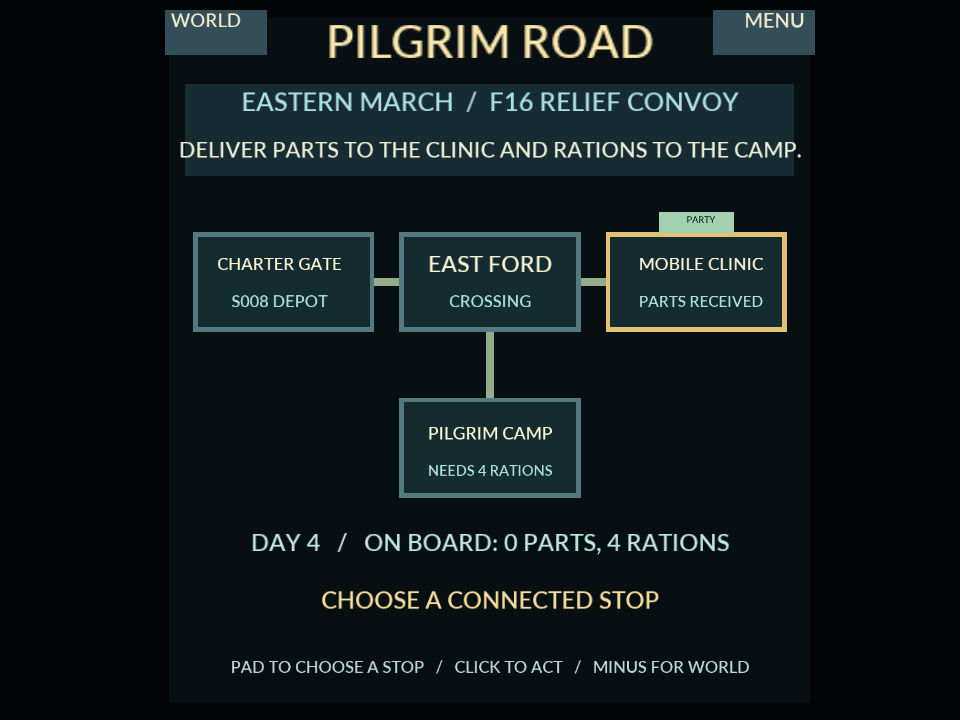 WORLD
PILGRIM ROAD
MENU
EASTERN MARCH / F16 RELIEF CONVOY
DELIVER PARTS TO THE CLINIC AND RATIONS TO THE CAMP.
PARTY
CHARTER GATE
S008 DEPOT
EAST FORD
CROSSING
MOBILE CLINIC
PARTS RECEIVED
PILGRIM CAMP
NEEDS 4 RATIONS
DAY 4 / ON BOARD: 0 PARTS, 4 RATIONS
CHOOSE A CONNECTED STOP
PAD TO CHOOSE A STOP / CLICK TO ACT / MINUS FOR WORLD